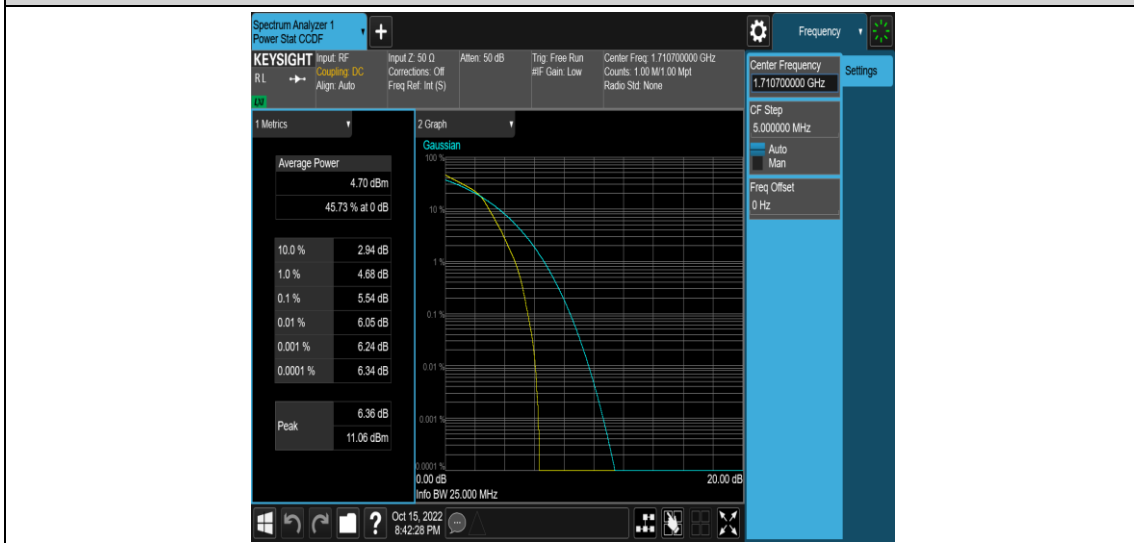 Spectrum Analyzer 1
Power Stat CCDF
+
Frequency
KEYSIGHT
RL
Input: RF
Coupling: DC
Align: Auto
Input Z: 50 Ω
Corrections: Off
Freq Ref: Int (S)
Atten: 50 dB
Trig: Free Run
#IF Gain: Low
Center Freq: 1.710700000 GHz
Counts: 1.00 M/1.00 Mpt
Radio Std: None
Center Frequency
1.710700000 GHz
Settings
CF Step
5.000000 MHz
Auto
Man
Freq Offset
0 Hz
1 Metrics
Average Power
4.70 dBm
45.73 % at 0 dB
10.0 % 2.94 dB
1.0 % 4.68 dB
0.1 % 5.54 dB
0.01 % 6.05 dB
0.001 % 6.24 dB
0.0001 % 6.34 dB
Peak
6.36 dB
11.06 dBm
2 Graph
Gaussian
100 %
10 %
1 %
0.1 %
0.01 %
0.001 %
0.0001 %
0.00 dB 20.00 dB
Info BW 25.000 MHz
?
Oct 15, 2022
8:42:28 PM